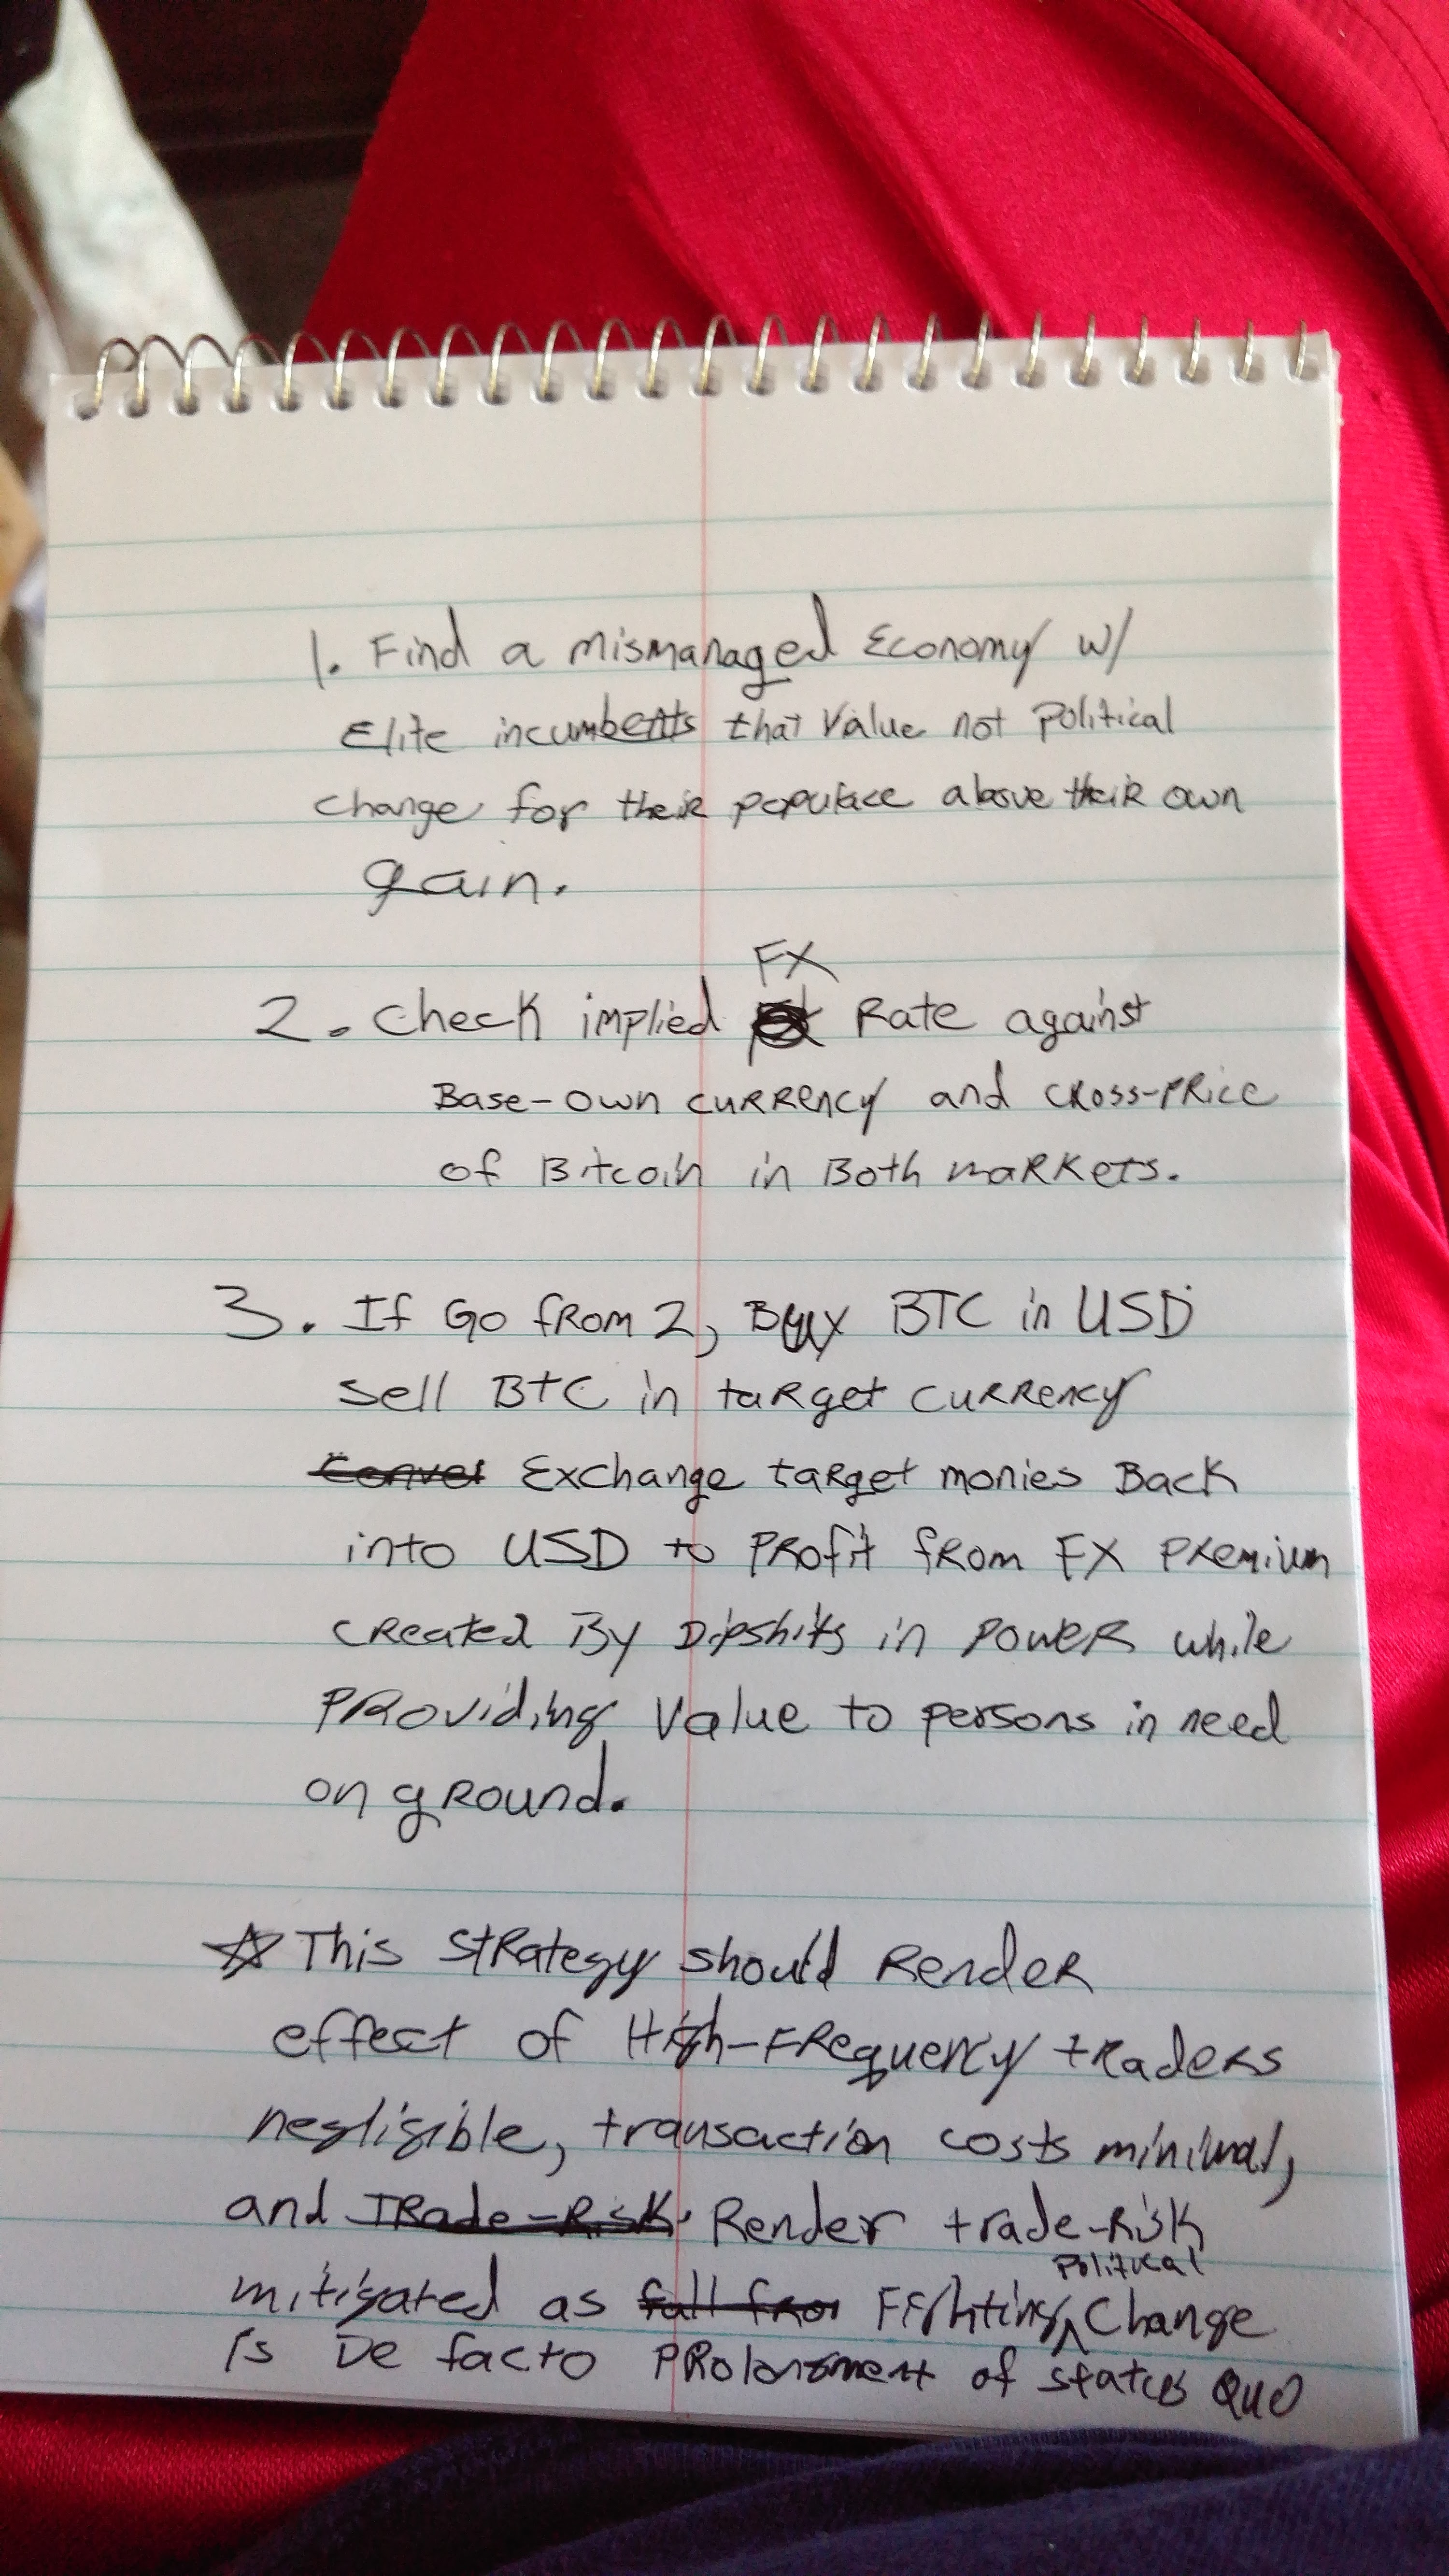 1. Find a mismanaged Economy w/
Elite incumbents that value not political
change for their populace above their own
gain.
FX
2. Check implied Rate against
Base-own currency and cross-price
of Bitcoin in Both markets.
3. If Go from 2, Buy BTC in USD
sell BTC in target currency
Conver Exchange target monies Back
into USD to Profit from FX Premium
created By Dipshits in power while
Providing value to persons in need
on ground.
☆ This strategy should Render
effect of High-Frequency traders
negligible, transaction costs minimal,
and Trade-Risk Render trade-Risk
political
mitigated as fall from Fighting ^ Change
is De facto Prolongment of status Quo